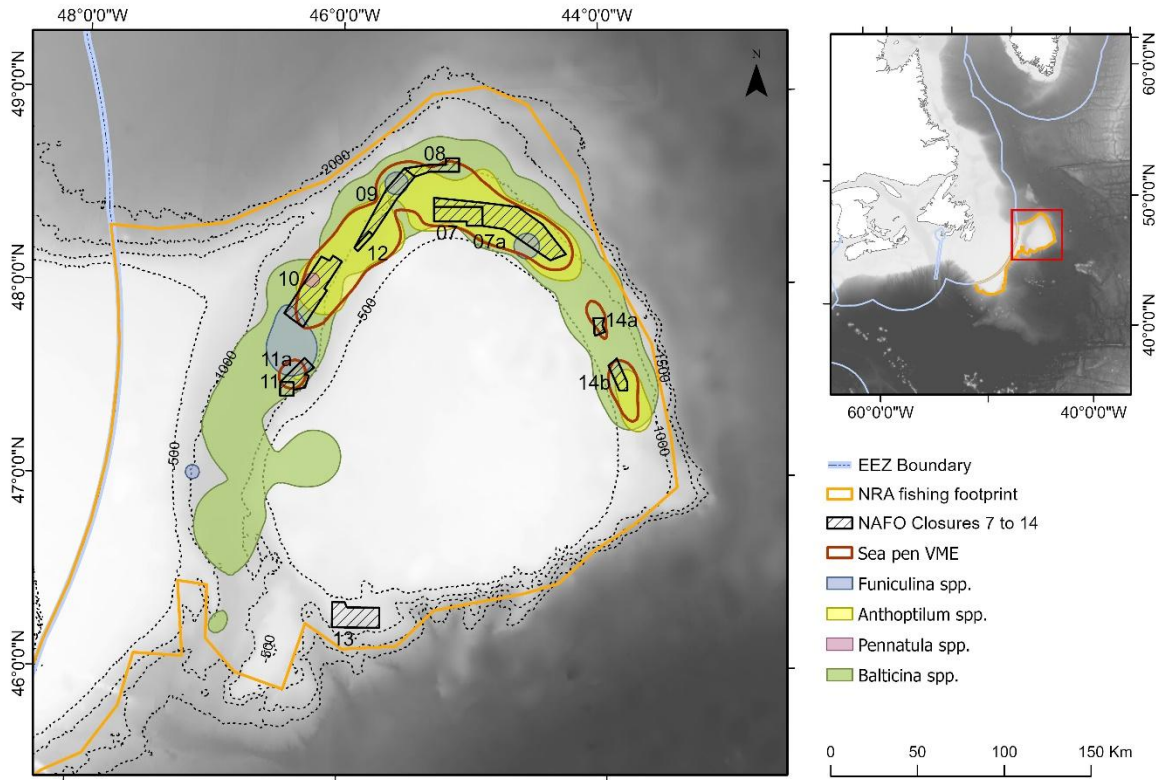 48°0'0"W 46°0'0"W 44°0'0"W
49°0'0"N
48°0'0"N
47°0'0"N
46°0'0"N
N
-2000
08
09
07
07a
12
10
-500
-1000
14a
11a
11
14b
-1500
-1000
-500
-500
13
60°0'0"N
50°0'0"N
40°0'0"N
60°0'0"W 40°0'0"W
EEZ Boundary
NRA fishing footprint
NAFO Closures 7 to 14
Sea pen VME
Funiculina spp.
Anthoptilum spp.
Pennatula spp.
Balticina spp.
0 50 100 150 Km